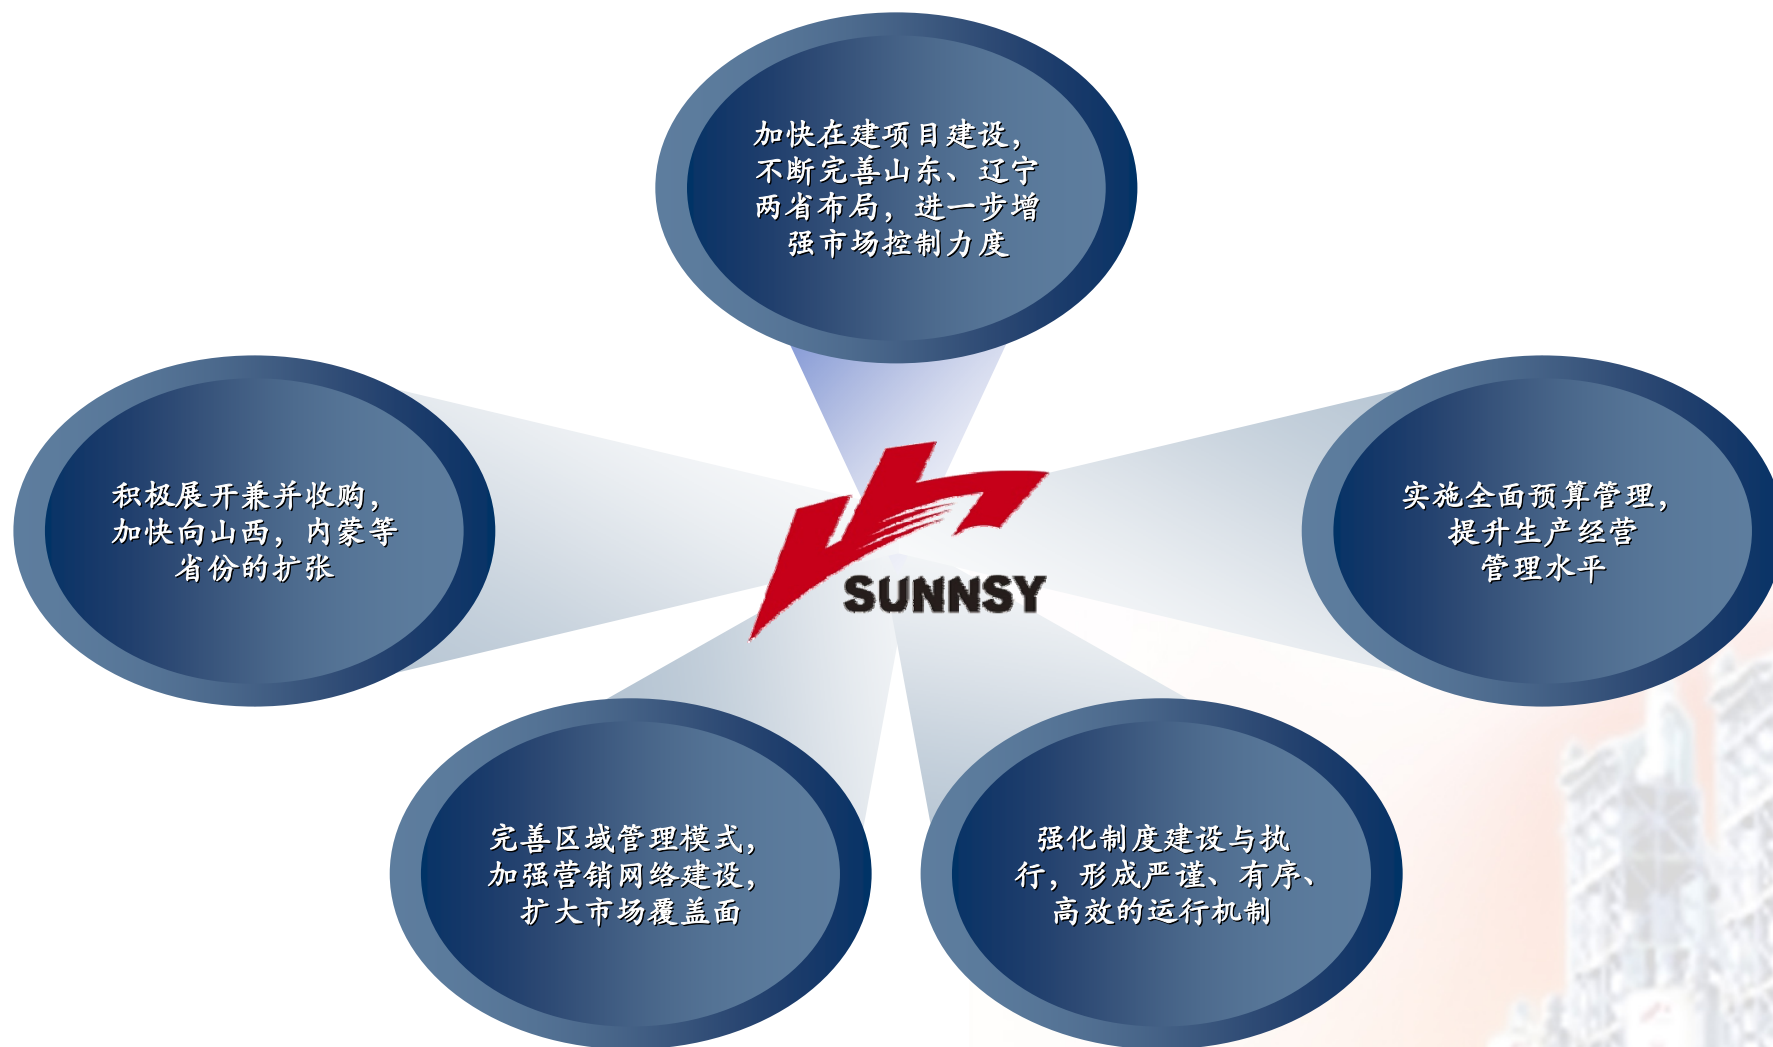 加快在建项目建设，
不断完善山东、辽宁
两省布局，进一步增
强市场控制力度
积极展开兼并收购，
加快向山西，内蒙等
省份的扩张
SUNNSY
实施全面预算管理，
提升生产经营
管理水平
完善区域管理模式，
加强营销网络建设，
扩大市场覆盖面
强化制度建设与执
行，形成严谨、有序、
高效的运行机制